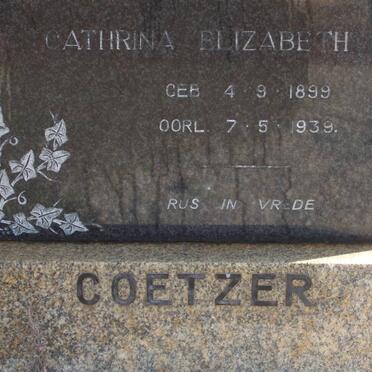 CATHRINA ELIZABETH
GEB 4·9·1899
OORL. 7·5·1939.
RUS IN VREDE
COETZER